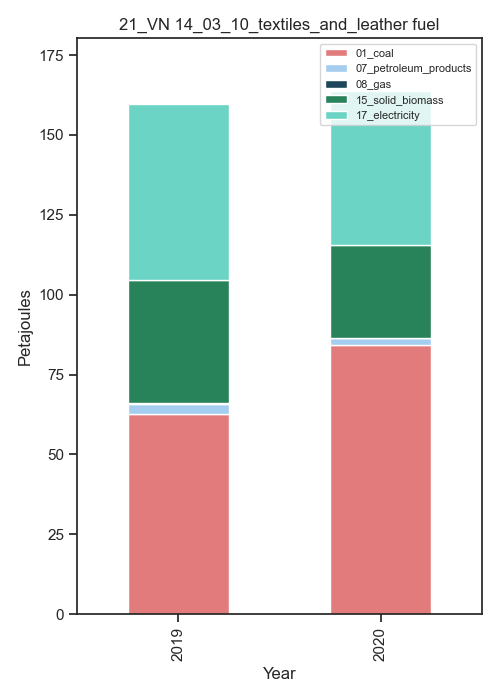 21_VN 14_03_10_textiles_and_leather fuel
01_coal
07_petroleum_products
08_gas
15_solid_biomass
17_electricity
175
150
125
100
75
50
25
0
Petajoules
2019
2020
Year